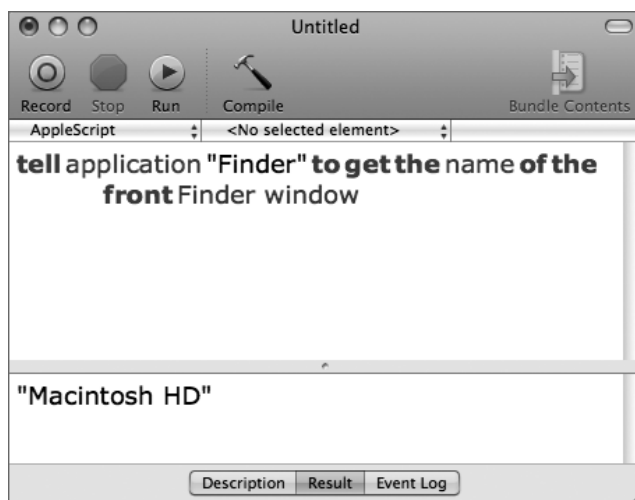 Untitled
Record Stop Run Compile Bundle Contents
AppleScript <No selected element>
tell application "Finder" to get the name of the
front Finder window
"Macintosh HD"
Description Result Event Log